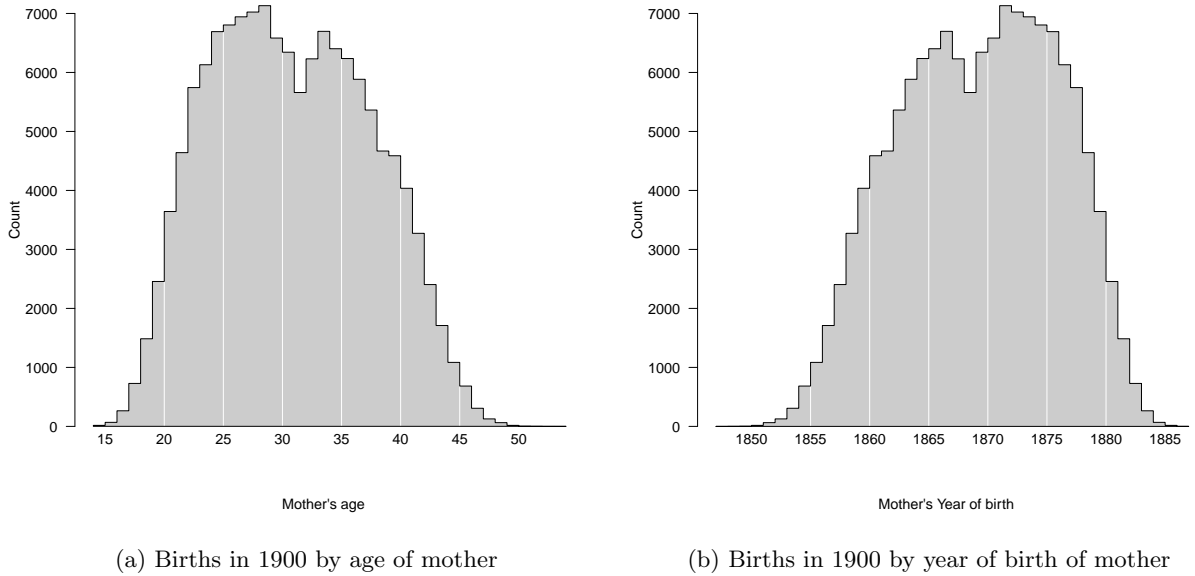 7000
6000
5000
4000
3000
2000
1000
0
Count
15 20 25 30 35 40 45 50
Mother's age
(a) Births in 1900 by age of mother
7000
6000
5000
4000
3000
2000
1000
0
Count
1850 1855 1860 1865 1870 1875 1880 1885
Mother's Year of birth
(b) Births in 1900 by year of birth of mother